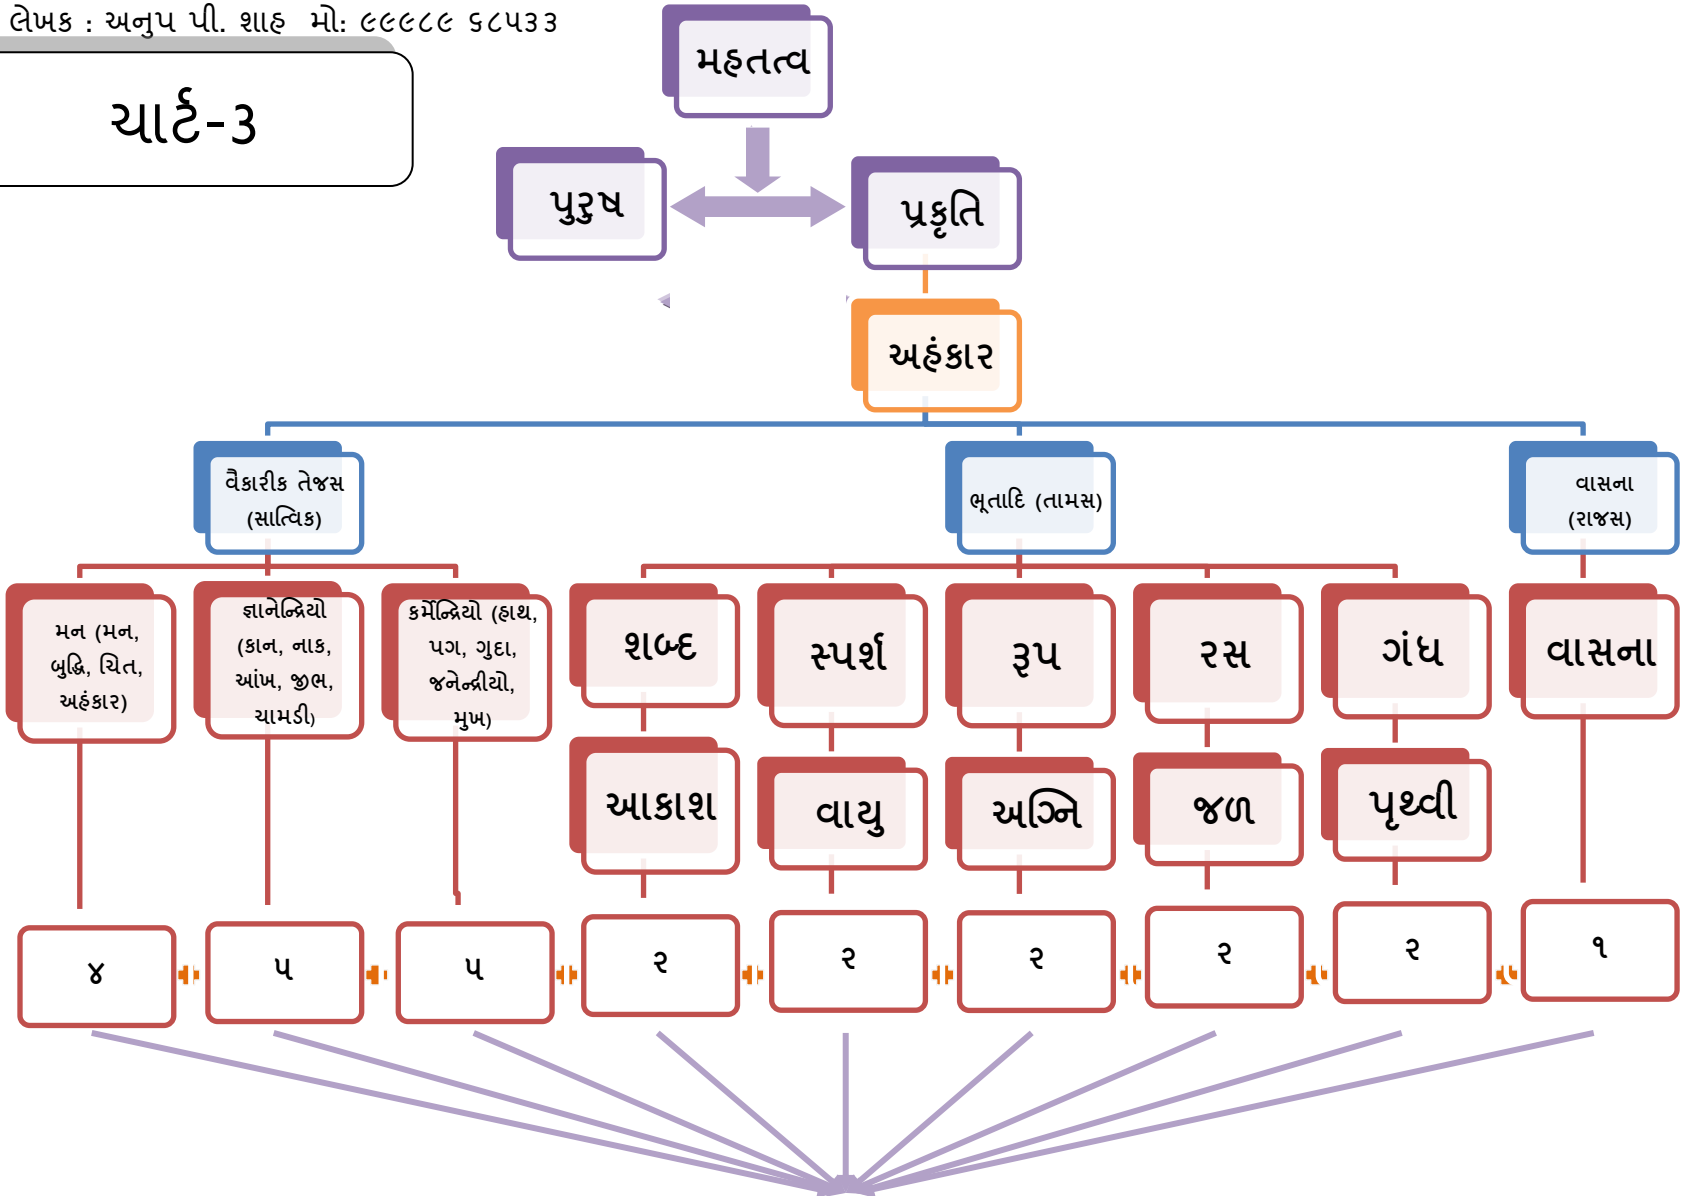 લેખક : અનુપ પી. શાહ  મો: ૯૯૯૮૯ ૬૮૫૩૩
ચાર્ટ-૩
મહતત્વ
પુરુષ
પ્રકૃતિ
અહંકાર
વૈકારીક તેજસ
(સાત્વિક)
ભૂતાદિ (તામસ)
વાસના
(રાજસ)
મન (મન,
બુદ્ધિ, ચિત,
અહંકાર)
જ્ઞાનેન્દ્રિયો
(કાન, નાક,
આંખ, જીભ,
ચામડી)
કર્મેન્દ્રિયો (હાથ,
પગ, ગુદા,
જનેન્દ્રીયો,
મુખ)
શબ્દ
સ્પર્શ
રૂપ
રસ
ગંધ
વાસના
આકાશ
વાયુ
અગ્નિ
જળ
પૃથ્વી
૪
૫
૫
૨
૨
૨
૨
૨
૧